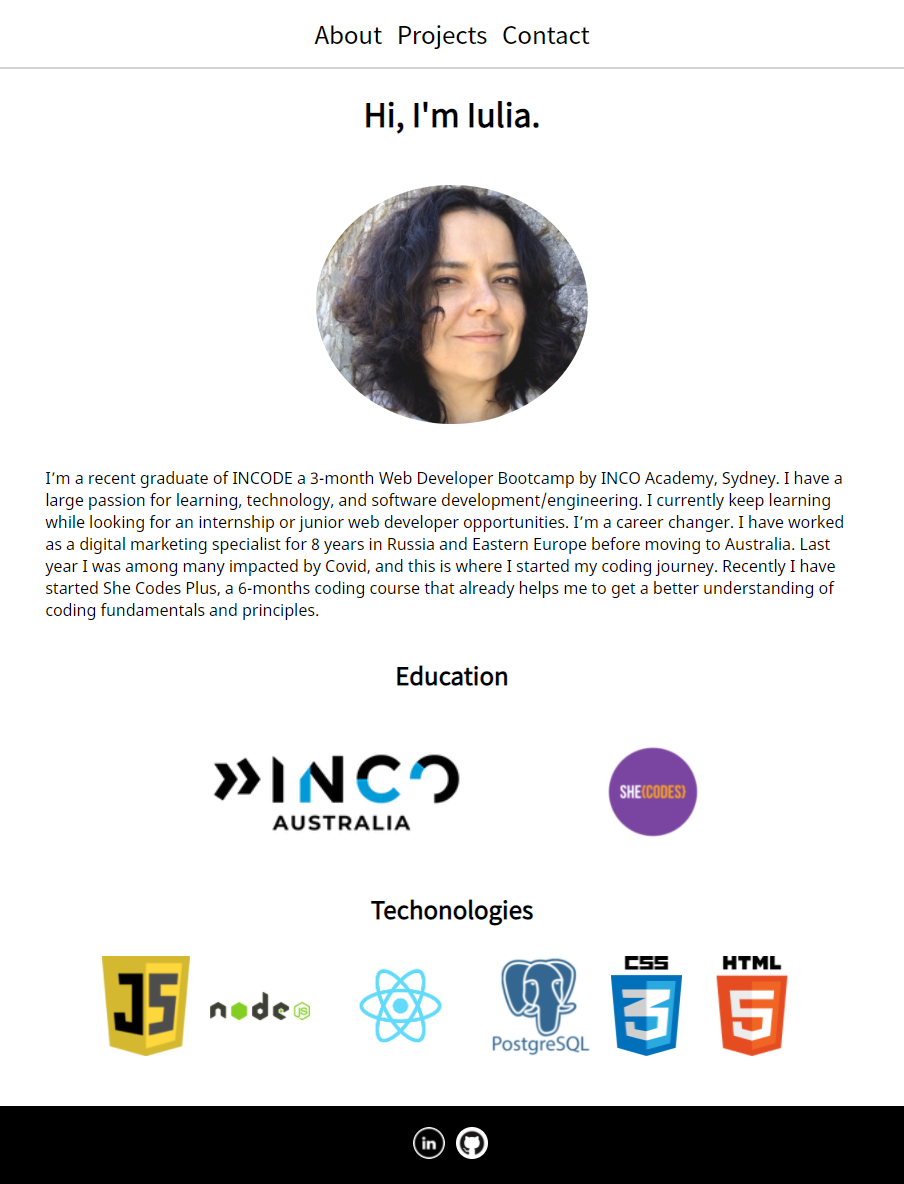 About Projects Contact
Hi, I'm Iulia.
I’m a recent graduate of INCODE a 3-month Web Developer Bootcamp by INCO Academy, Sydney. I have a
large passion for learning, technology, and software development/engineering. I currently keep learning
while looking for an internship or junior web developer opportunities. I’m a career changer. I have worked
as a digital marketing specialist for 8 years in Russia and Eastern Europe before moving to Australia. Last
year I was among many impacted by Covid, and this is where I started my coding journey. Recently I have
started She Codes Plus, a 6-months coding course that already helps me to get a better understanding of
coding fundamentals and principles.
Education
INCO
AUSTRALIA
SHE{CODES}
Techonologies
JS
node JS
PostgreSQL
CSS
3
HTML
5
in